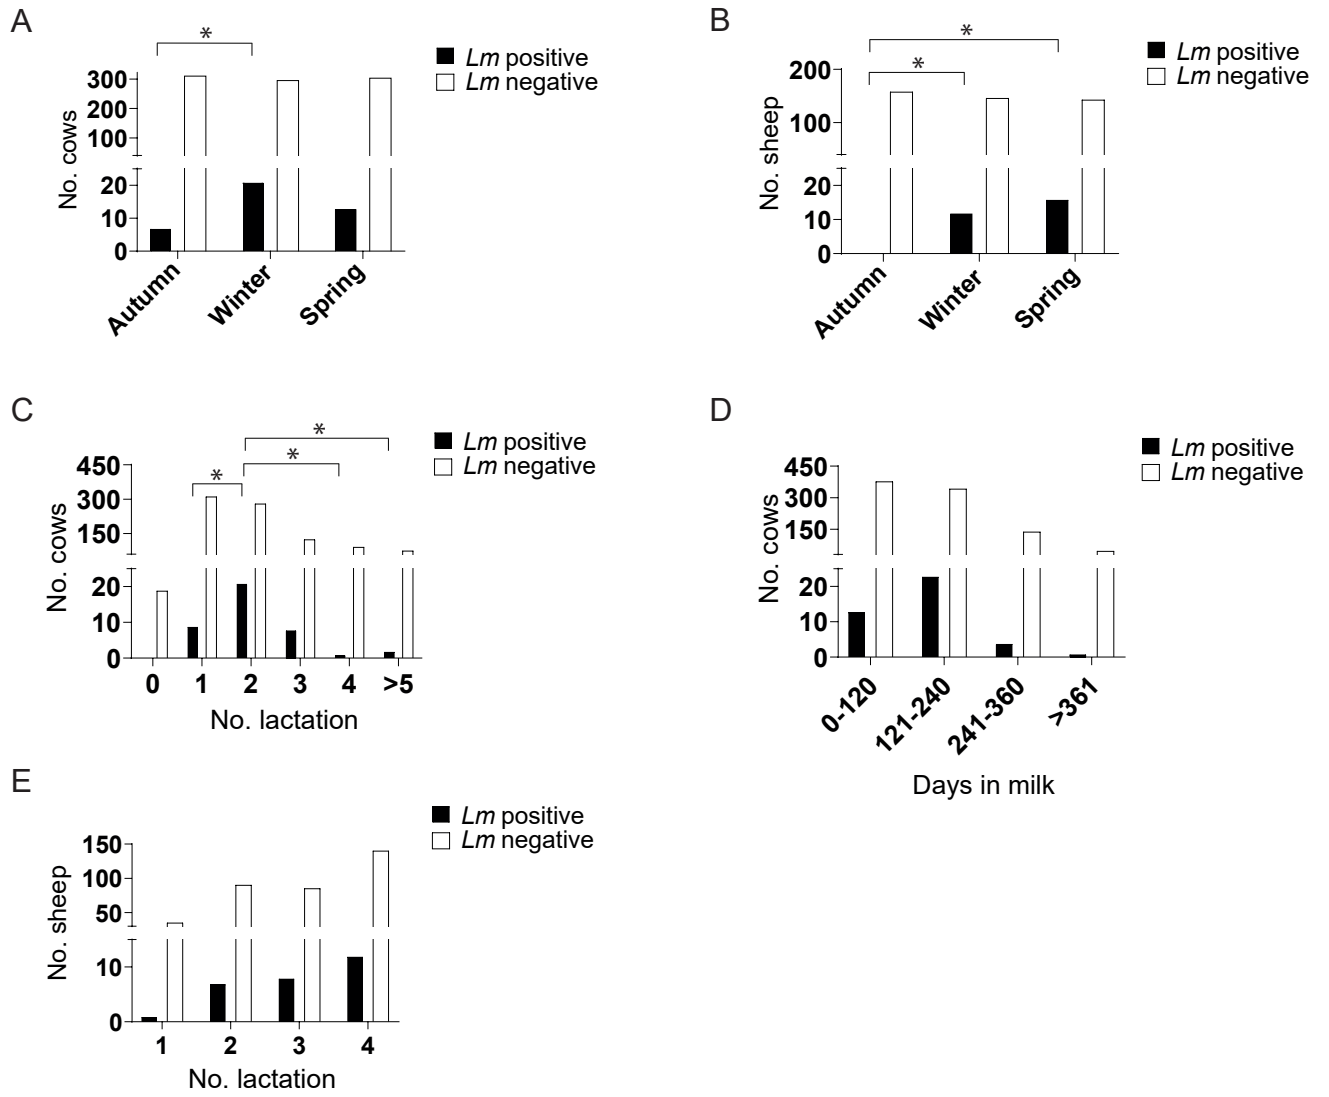 A
*
Lm positive
Lm negative
No. cows
300
200
100
20
10
0
Autumn
Winter
Spring
B
*
*
Lm positive
Lm negative
No. sheep
200
100
20
10
0
Autumn
Winter
Spring
C
*
*
*
Lm positive
Lm negative
No. cows
450
300
150
20
10
0
0 1 2 3 4 >5
No. lactation
D
Lm positive
Lm negative
No. cows
450
300
150
20
10
0
0-120
121-240
241-360
>361
Days in milk
E
Lm positive
Lm negative
No. sheep
150
100
50
10
0
1 2 3 4
No. lactation